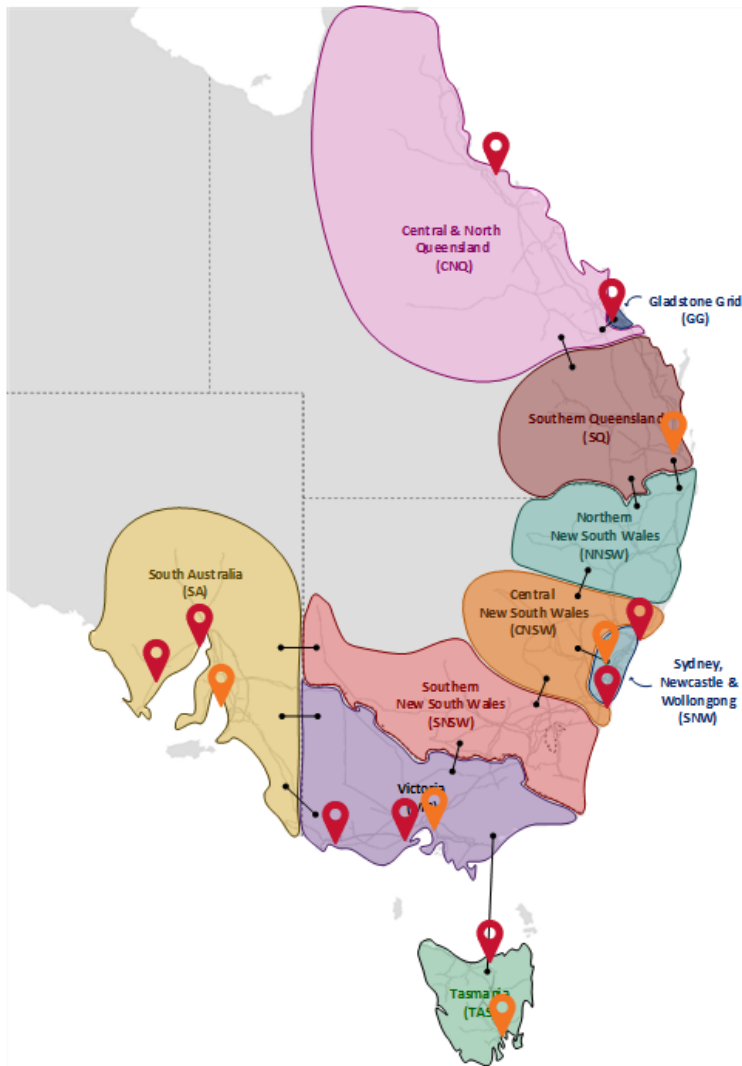 Central & North
Queensland
(CNQ)
Gladstone Grid
(GG)
Southern Queensland
(SQ)
Northern
New South Wales
(NNSW)
South Australia
(SA)
Central
New South Wales
(CNSW)
Sydney,
Newcastle &
Wollongong
(SNW)
Southern
New South Wales
(SNSW)
Victoria
Tasmania
(TAS)